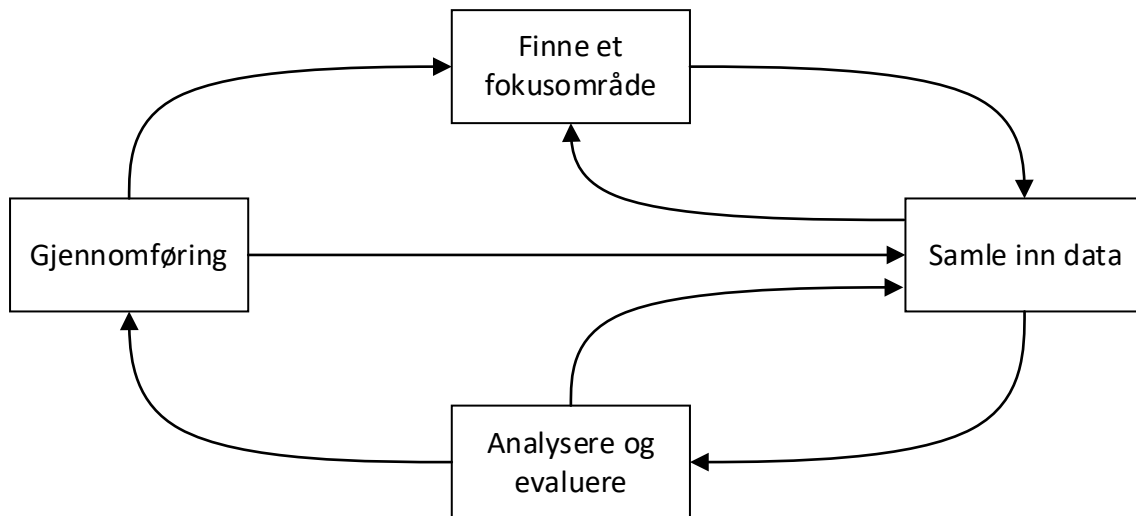 Finne et
fokusområde
Gjennomføring
Samle inn data
Analysere og
evaluere